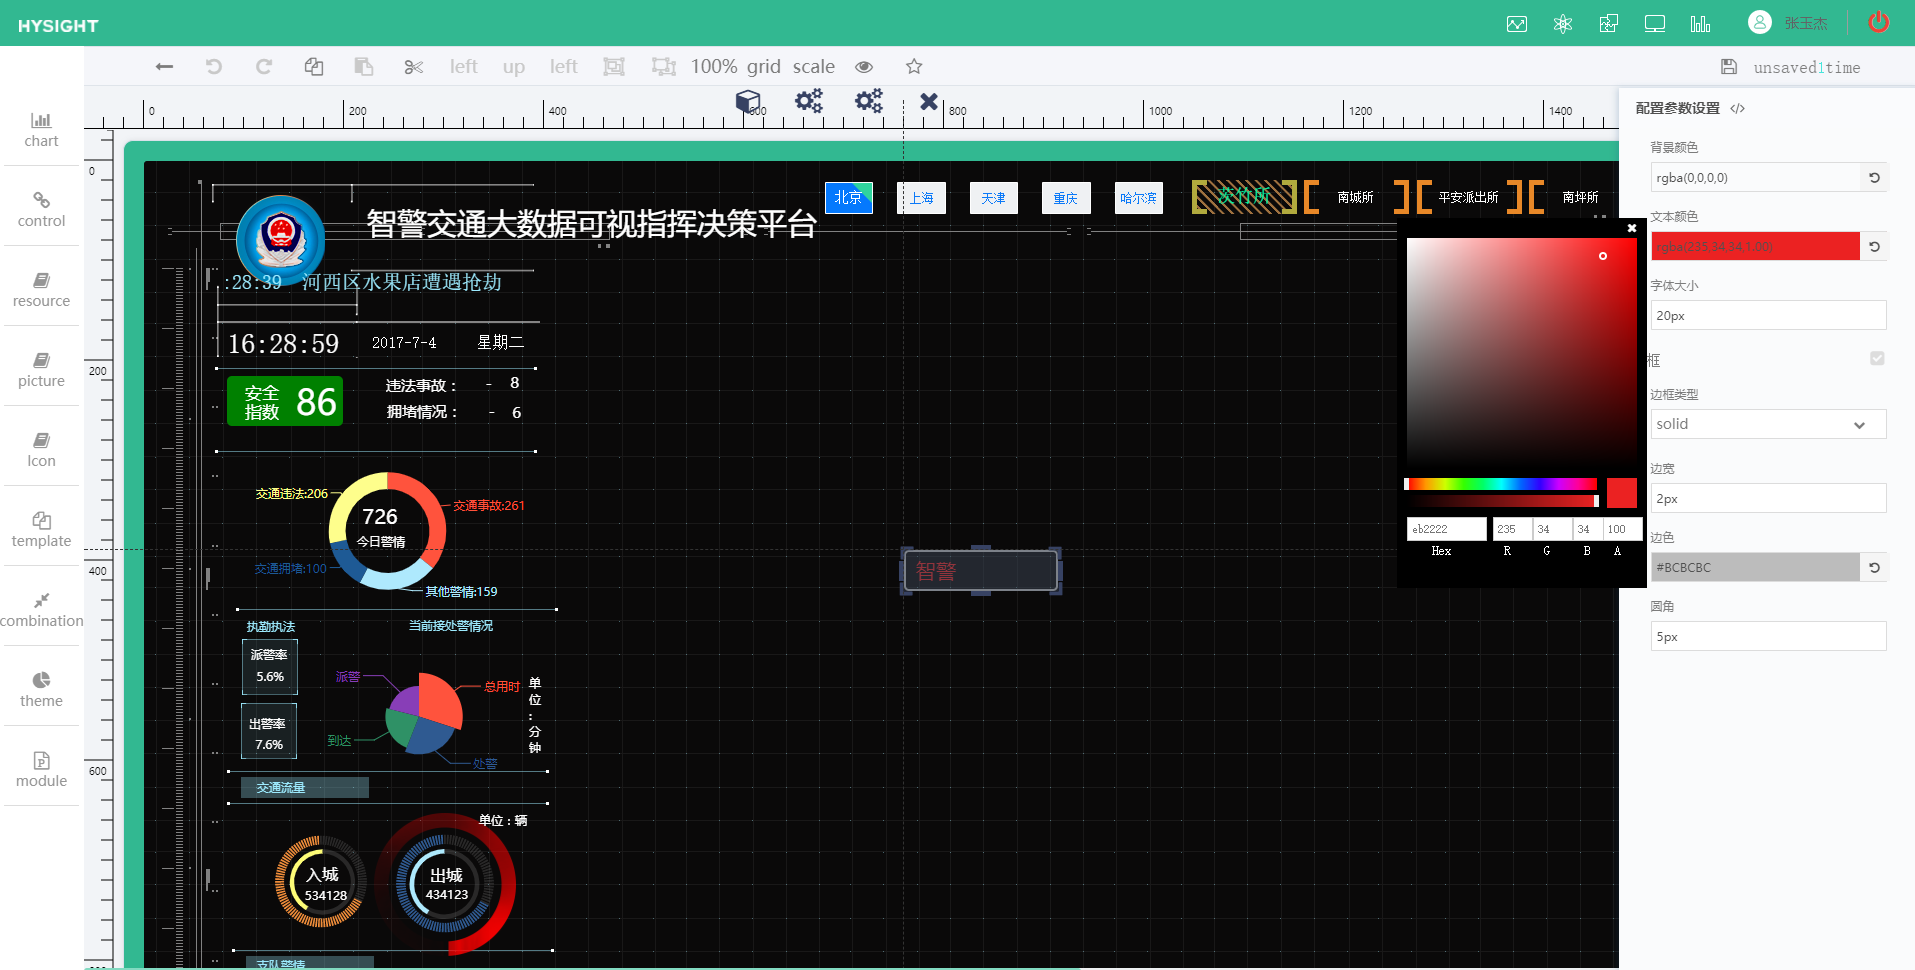 HYSIGHT
张玉杰
left up left 100% grid scale
unsaved1time
0 200 400 600 800 1000 1200 1400
chart
control
resource
picture
Icon
template
combination
theme
module
0
200
400
600
北京 上海 天津 重庆 哈尔滨 茨竹所 南城所 平安派出所 南坪所
智警交通大数据可视指挥决策平台
:28:39 河西区水果店遭遇抢劫
16:28:59 2017-7-4 星期二
安全
指数
86
违法事故: - 8
拥堵情况: - 6
交通违法:206
交通事故:261
726
今日警情
交通拥堵:100
其他警情:159
执勤执法
当前接处警情况
派警率
5.6%
出警率
7.6%
派警
总用时
到达
处警
单
位
:
分
钟
交通流量
单位:辆
入城
534128
出城
434123
支队警情
智警
eb2222 235 34 34 100
Hex R G B A
配置参数设置 </>
背景颜色
rgba(0,0,0,0)
文本颜色
rgba(235,34,34,1.00)
字体大小
20px
框
边框类型
solid
边宽
2px
边色
#BCBCBC
圆角
5px